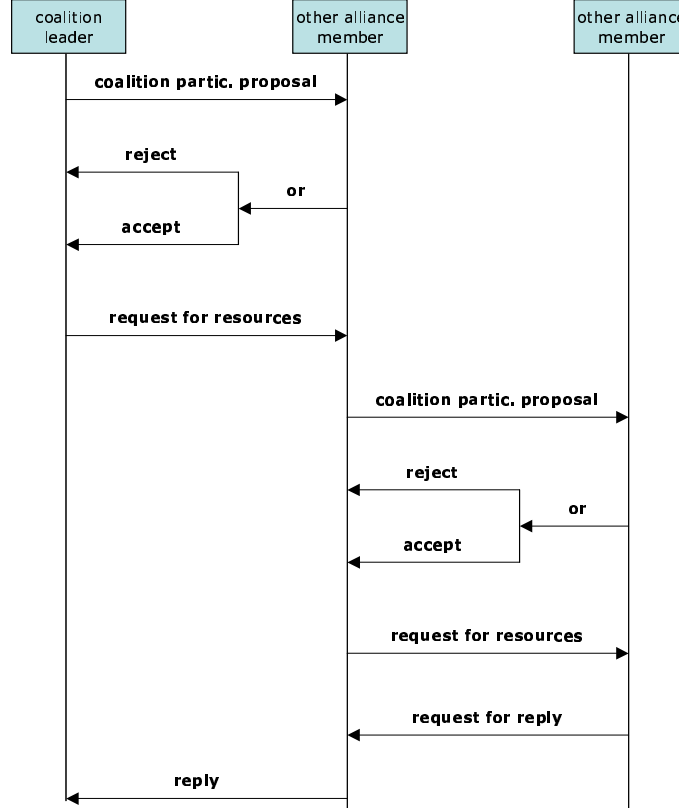 coalition
leader
other alliance
member
other alliance
member
coalition partic. proposal
reject
or
accept
request for resources
coalition partic. proposal
reject
or
accept
request for resources
request for reply
reply